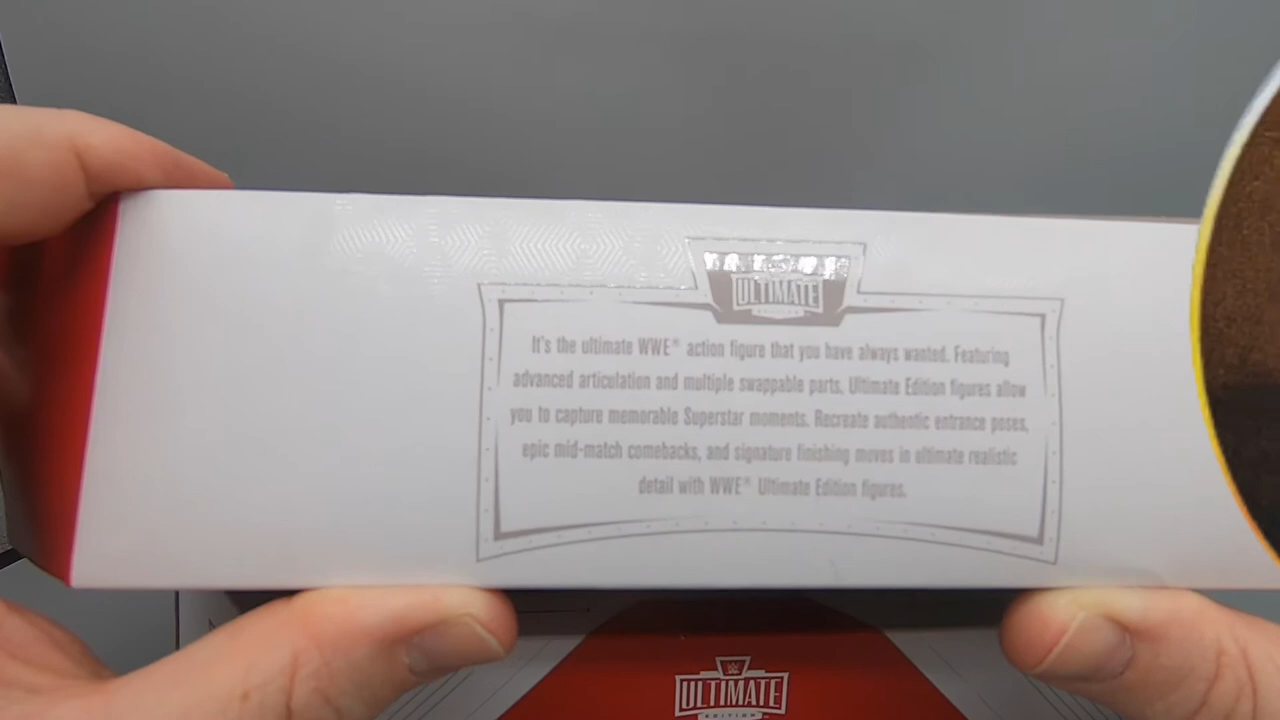 ULTIMATE
EDITION
It's the ultimate WWE® action figure that you have always wanted. Featuring
advanced articulation and multiple swappable parts, Ultimate Edition figures allow
you to capture memorable Superstar moments. Recreate authentic entrance poses,
epic mid-match comebacks, and signature finishing moves in ultimate realistic
detail with WWE® Ultimate Edition figures.
W
ULTIMATE
EDITION